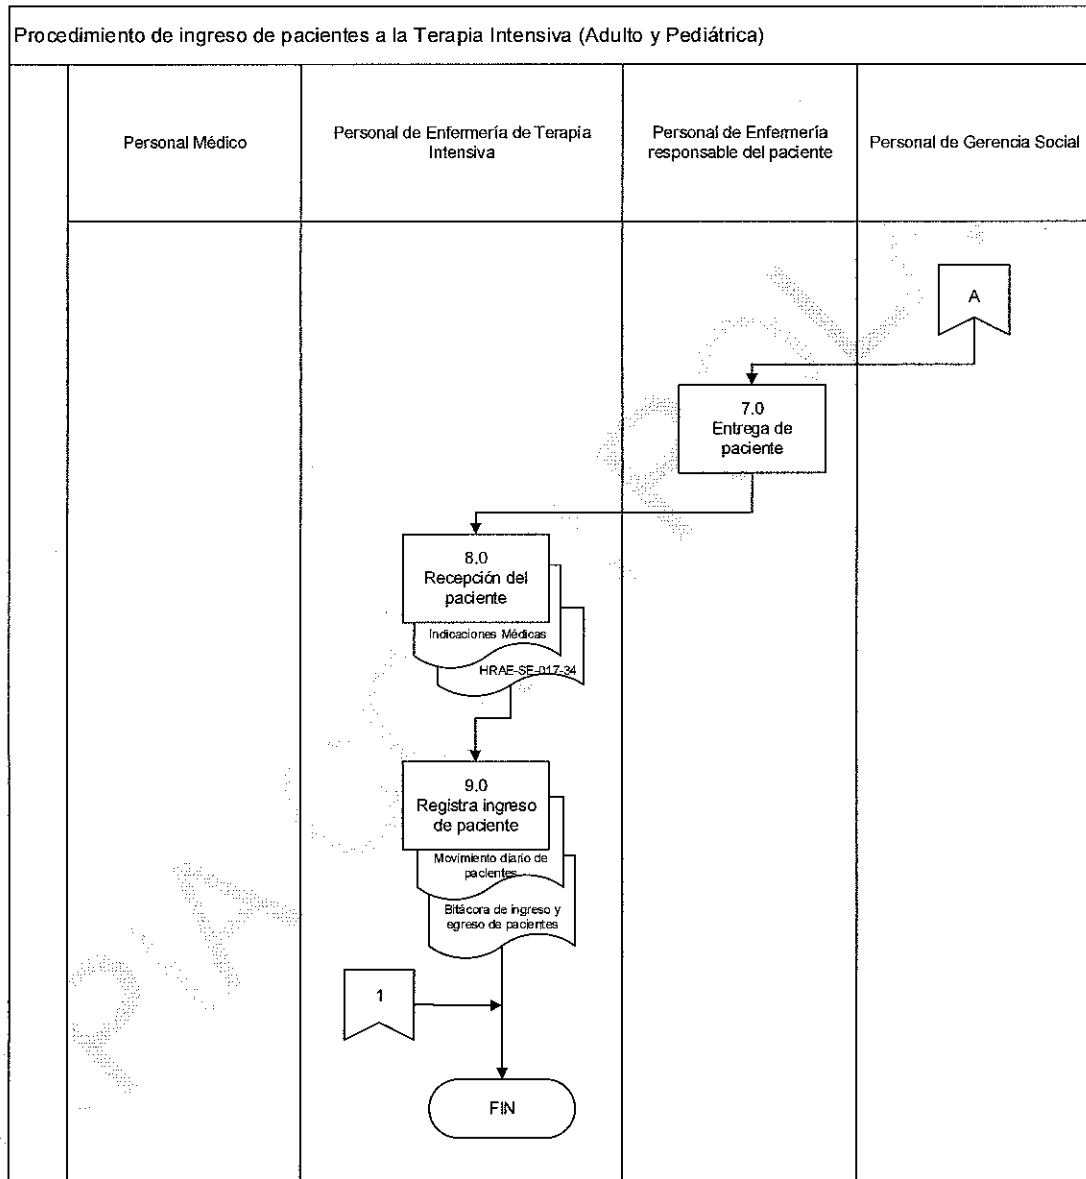 Procedimiento de ingreso de pacientes a la Terapia Intensiva (Adulto y Pediátrica)
Personal Médico
Personal de Enfermería de Terapia
Intensiva
Personal de Enfermería
responsable del paciente
Personal de Gerencia Social
A
7.0
Entrega de
paciente
8.0
Recepción del
paciente
Indicaciones Médicas
HRAE-SE-017-34
9.0
Registra ingreso
de paciente
Movimiento diario de
pacientes
Bitácora de ingreso y
egreso de pacientes
1
FIN